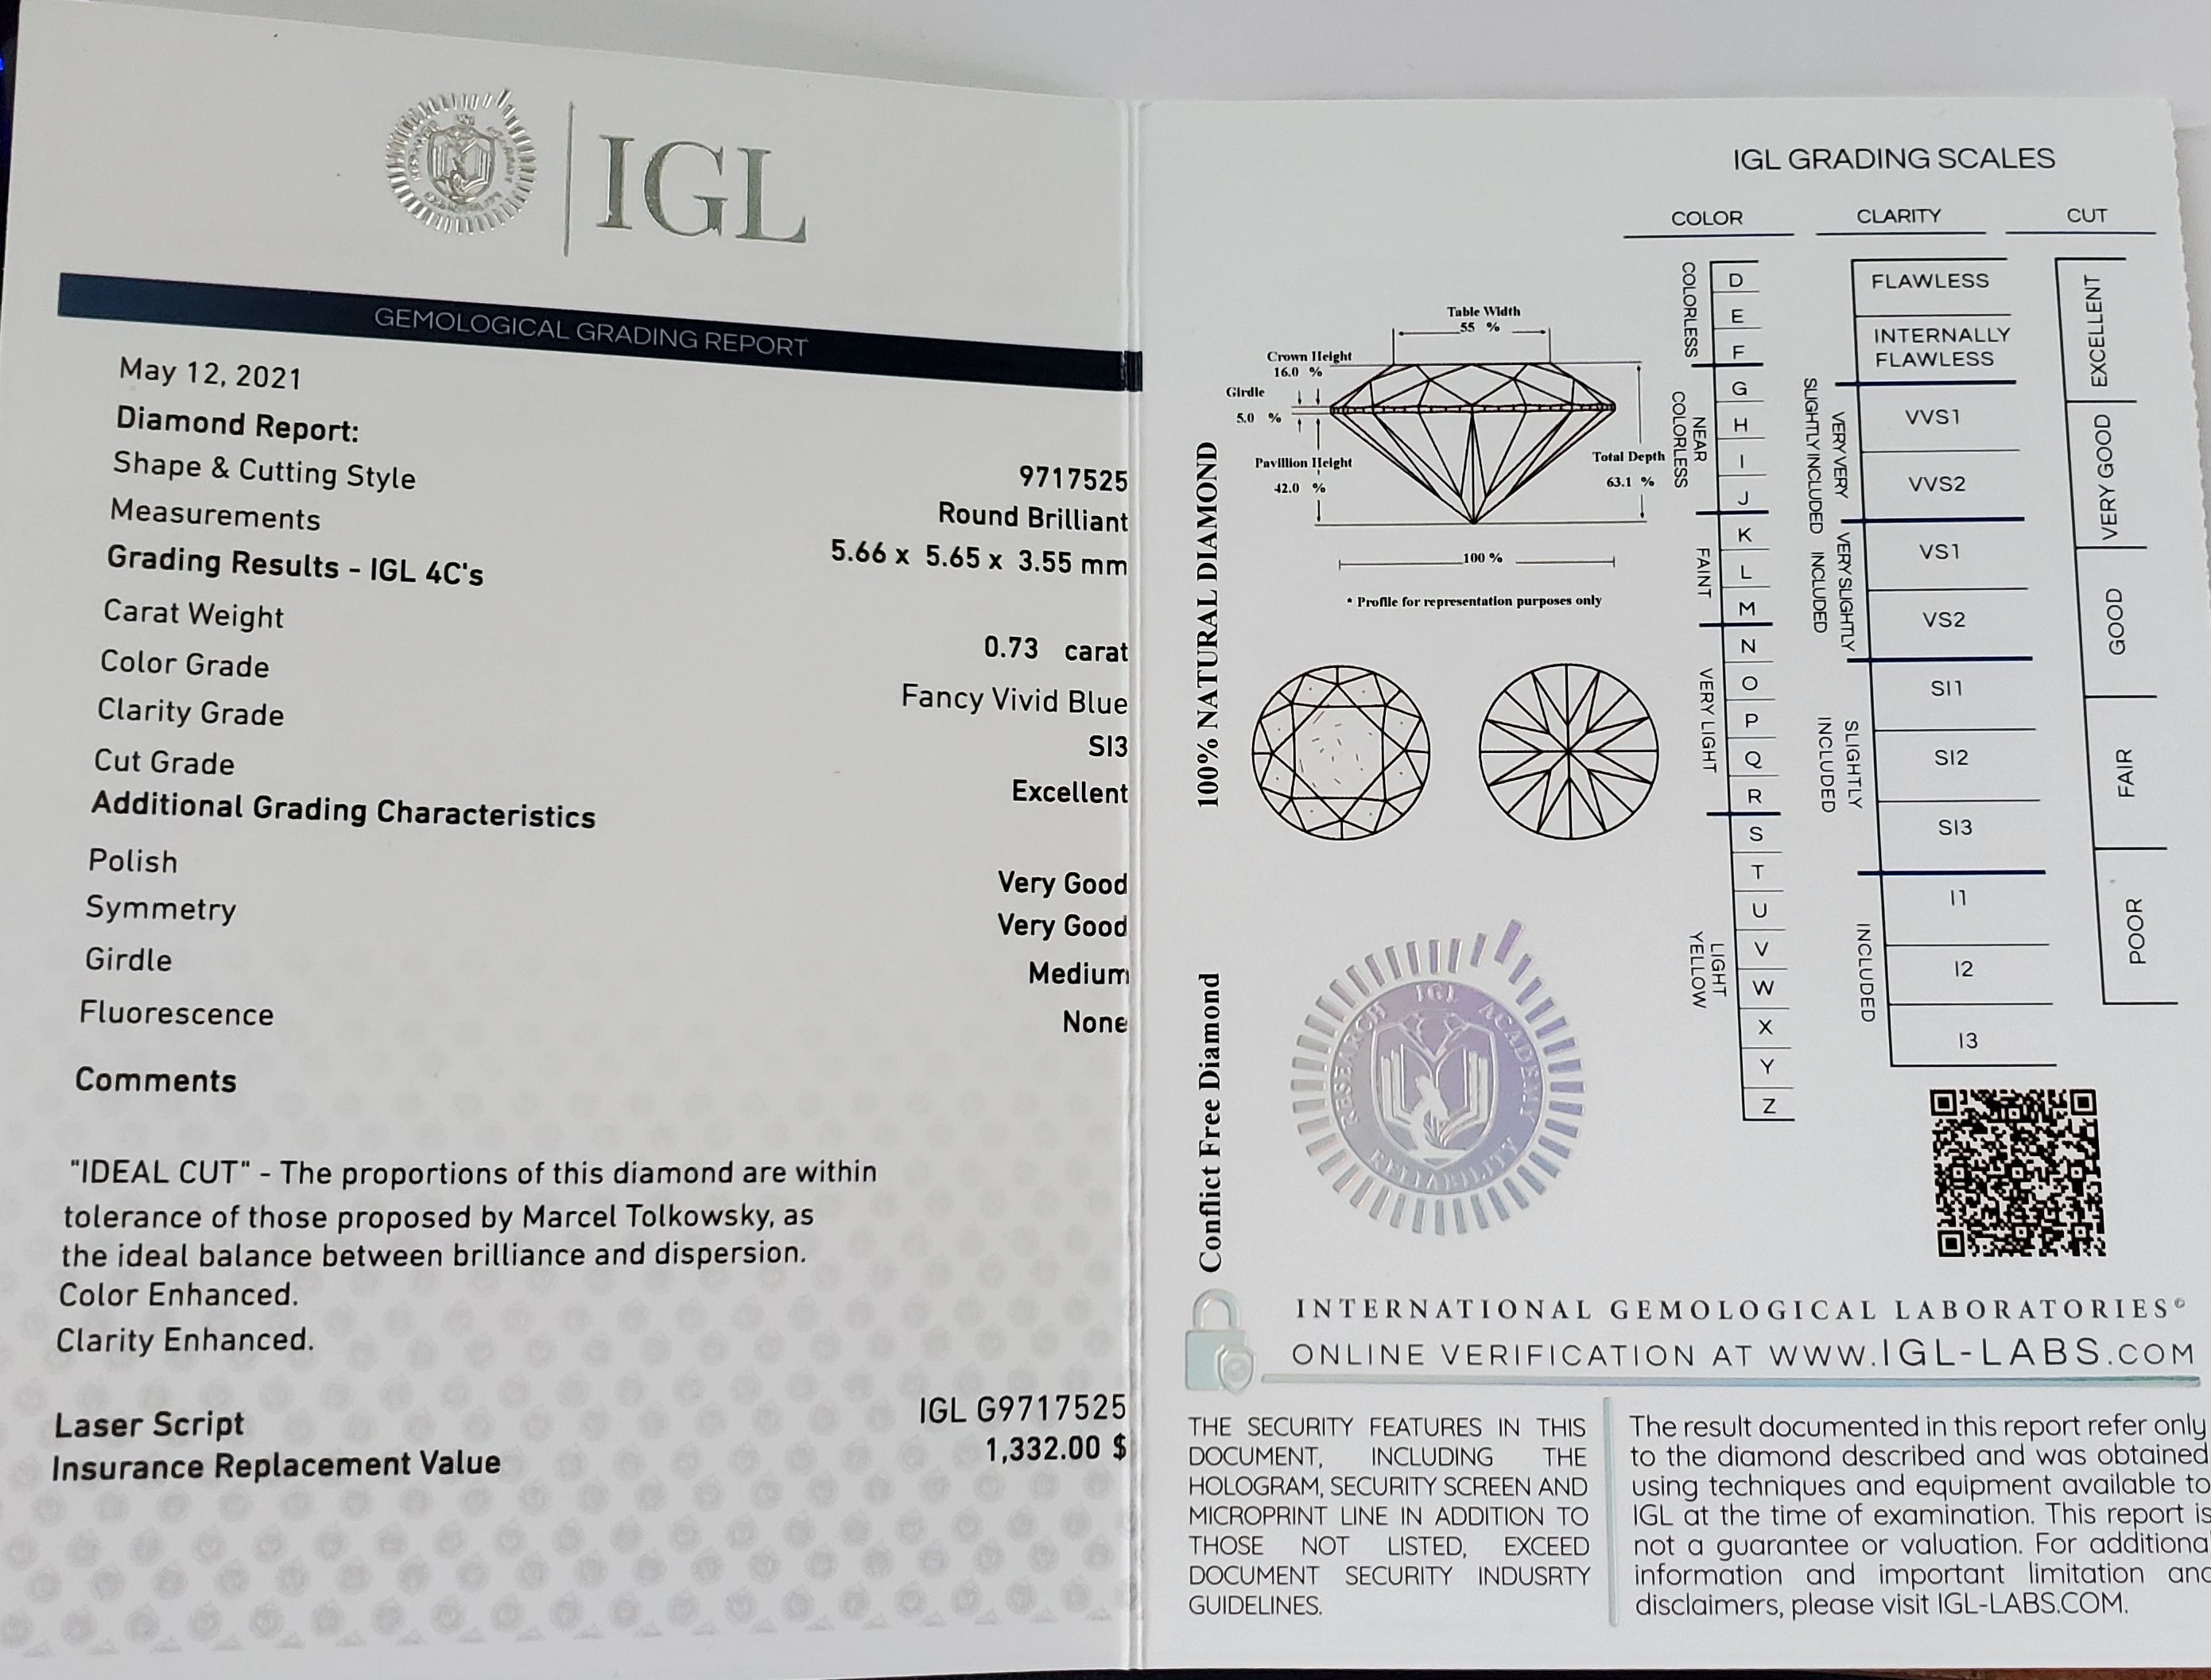 IGL
GEMOLOGICAL GRADING REPORT
May 12, 2021
Diamond Report: 9717525
Shape & Cutting Style Round Brilliant
Measurements 5.66 x 5.65 x 3.55 mm
Grading Results - IGL 4C's
Carat Weight 0.73 carat
Color Grade Fancy Vivid Blue
Clarity Grade SI3
Cut Grade Excellent
Additional Grading Characteristics
Polish Very Good
Symmetry Very Good
Girdle Medium
Fluorescence None
Comments
"IDEAL CUT" - The proportions of this diamond are within
tolerance of those proposed by Marcel Tolkowsky, as
the ideal balance between brilliance and dispersion.
Color Enhanced.
Clarity Enhanced.
Laser Script IGL G9717525
Insurance Replacement Value 1,332.00 $
100% NATURAL DIAMOND
Conflict Free Diamond
Table Width
55 %
Crown Height
16.0 %
Girdle
5.0 %
Pavillion Height
42.0 %
Total Depth
63.1 %
100 %
* Profile for representation purposes only
IGL ACADEMY
RESEARCH
RELIABILITY
IGL GRADING SCALES
COLOR
COLORLESS
D
E
F
NEAR
COLORLESS
G
H
I
J
FAINT
K
L
M
VERY LIGHT
N
O
P
Q
R
LIGHT
YELLOW
S
T
U
V
W
X
Y
Z
CLARITY
FLAWLESS
INTERNALLY
FLAWLESS
VERY VERY
SLIGHTLY INCLUDED
VVS1
VVS2
VERY SLIGHTLY
INCLUDED
VS1
VS2
SLIGHTLY
INCLUDED
SI1
SI2
SI3
INCLUDED
I1
I2
I3
CUT
EXCELLENT
VERY GOOD
GOOD
FAIR
POOR
INTERNATIONAL GEMOLOGICAL LABORATORIES©
ONLINE VERIFICATION AT WWW.IGL-LABS.COM
THE SECURITY FEATURES IN THIS
DOCUMENT, INCLUDING THE
HOLOGRAM, SECURITY SCREEN AND
MICROPRINT LINE IN ADDITION TO
THOSE NOT LISTED, EXCEED
DOCUMENT SECURITY INDUSRTY
GUIDELINES.
The result documented in this report refer only
to the diamond described and was obtained
using techniques and equipment available to
IGL at the time of examination. This report is
not a guarantee or valuation. For additiona
information and important limitation and
disclaimers, please visit IGL-LABS.COM.